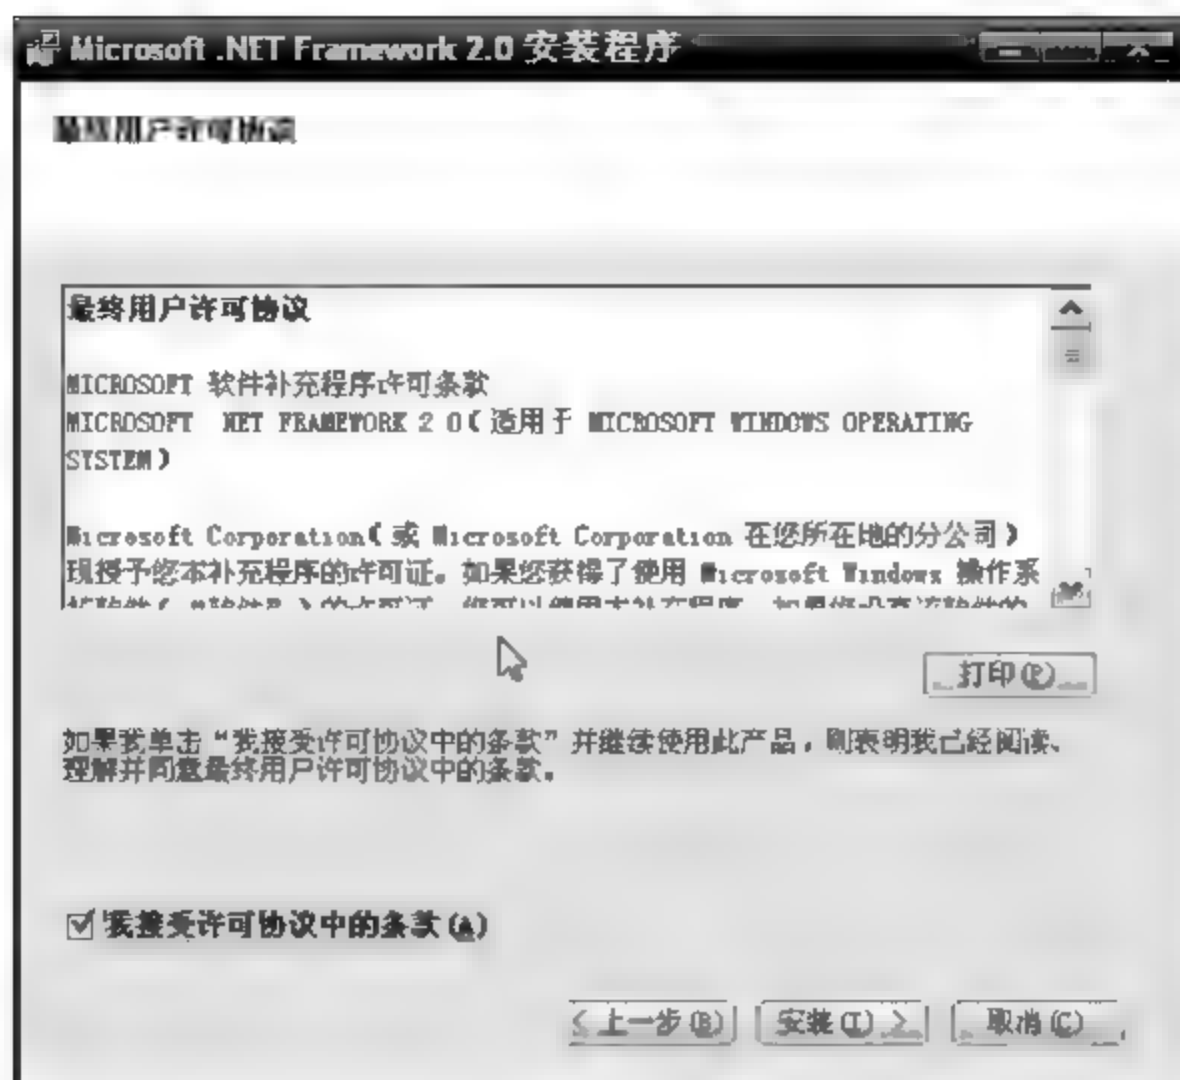 Microsoft .NET Framework 2.0 安装程序
最终用户许可协议
最终用户许可协议
MICROSOFT 软件补充程序许可条款
MICROSOFT .NET FRAMEWORK 2.0(适用于 MICROSOFT WINDOWS OPERATING
SYSTEM)
Microsoft Corporation(或 Microsoft Corporation 在您所在地的分公司)
现授予您本补充程序的许可证。如果您获得了使用 Microsoft Windows 操作系
打印(P)
如果我单击“我接受许可协议中的条款”并继续使用此产品，则表明我已经阅读、
理解并同意最终用户许可协议中的条款。
我接受许可协议中的条款(A)
< 上一步(B) 安装(I) > 取消(C)